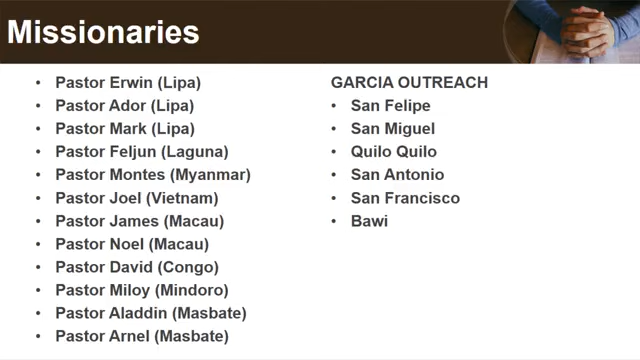 Missionaries
• Pastor Erwin (Lipa)
• Pastor Ador (Lipa)
• Pastor Mark (Lipa)
• Pastor Feljun (Laguna)
• Pastor Montes (Myanmar)
• Pastor Joel (Vietnam)
• Pastor James (Macau)
• Pastor Noel (Macau)
• Pastor David (Congo)
• Pastor Miloy (Mindoro)
• Pastor Aladdin (Masbate)
• Pastor Arnel (Masbate)
GARCIA OUTREACH
• San Felipe
• San Miguel
• Quilo Quilo
• San Antonio
• San Francisco
• Bawi